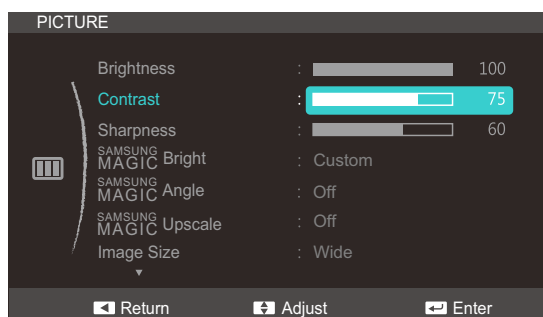 PICTURE
Brightness : 100
Contrast : 75
Sharpness : 60
SAMSUNG MAGIC Bright : Custom
SAMSUNG MAGIC Angle : Off
SAMSUNG MAGIC Upscale : Off
Image Size : Wide
Return Adjust Enter